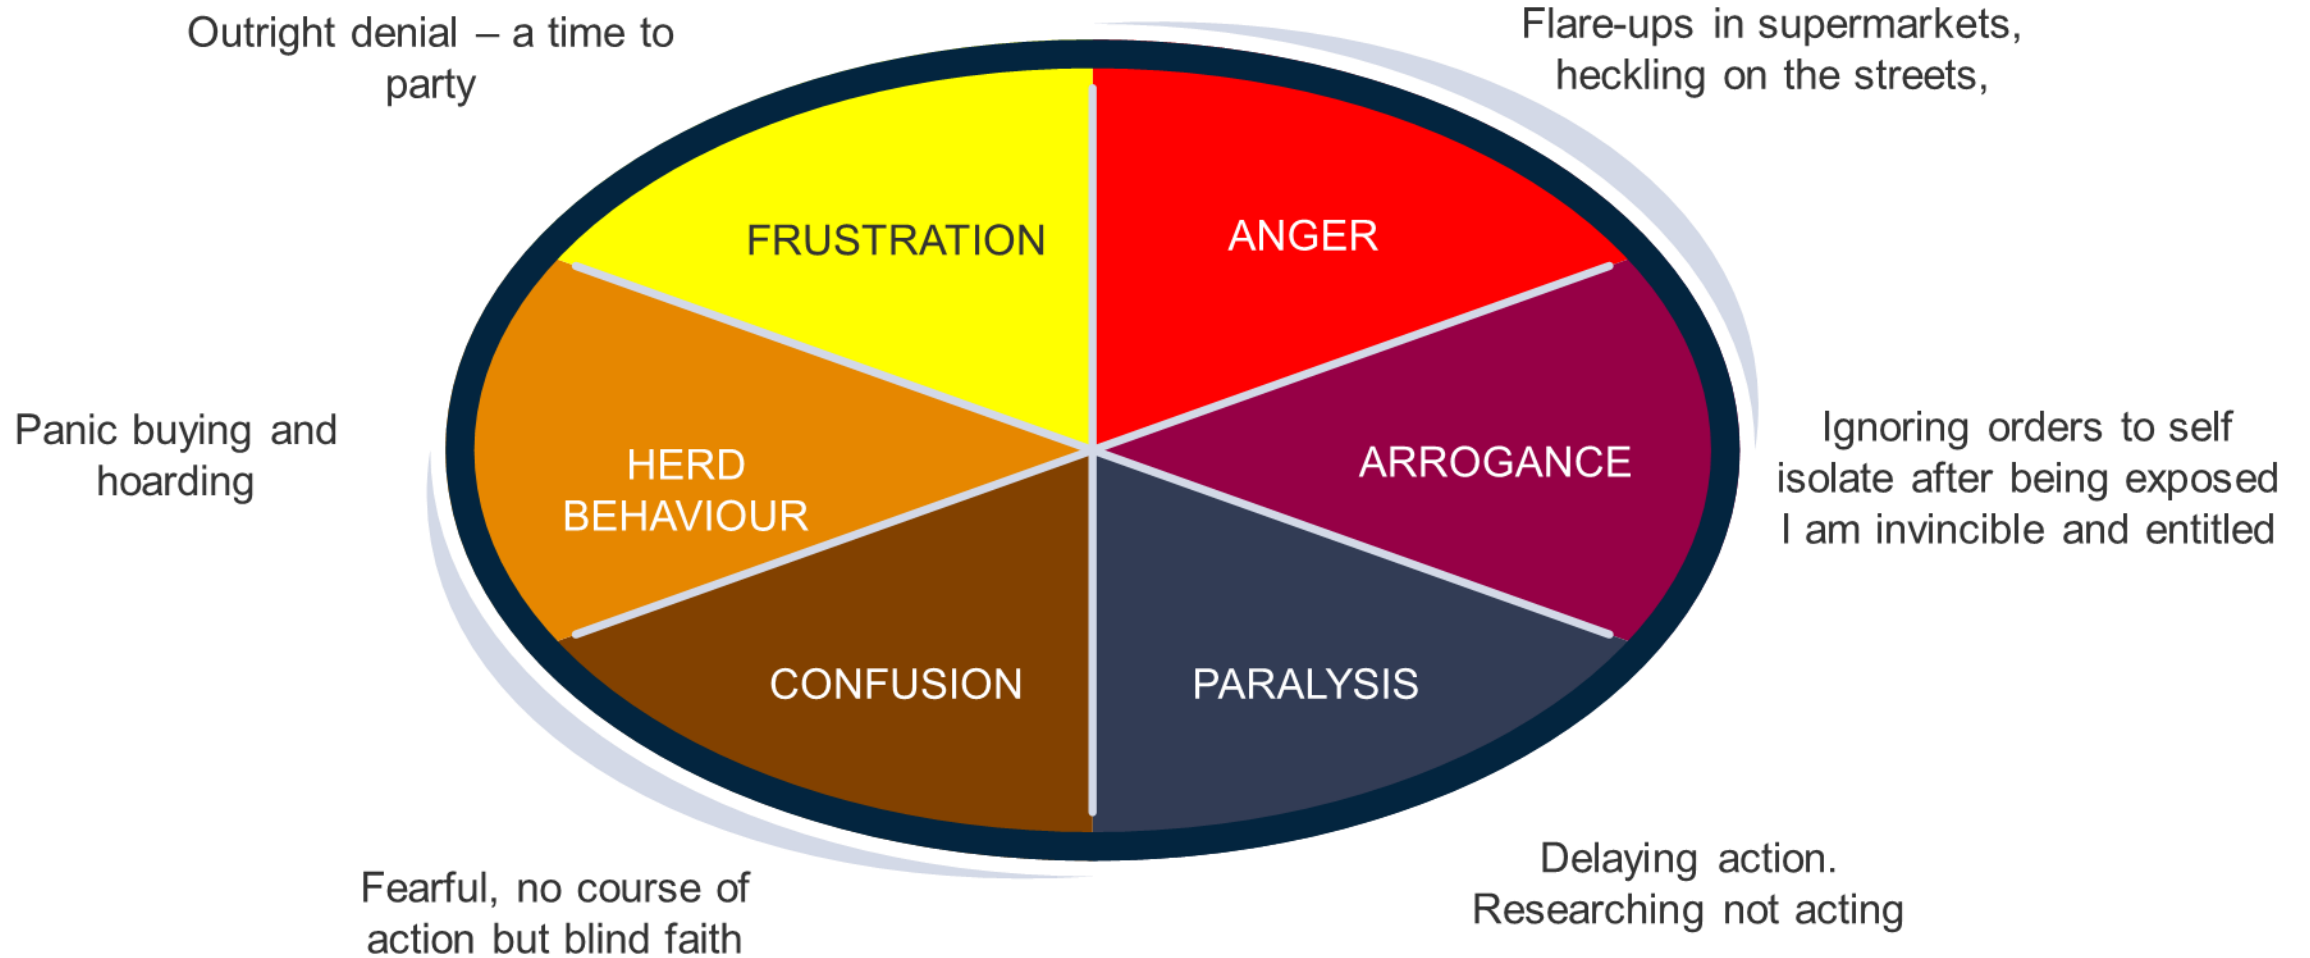 Outright denial – a time to
party
Flare-ups in supermarkets,
heckling on the streets,
FRUSTRATION
ANGER
Panic buying and
hoarding
HERD
BEHAVIOUR
ARROGANCE
Ignoring orders to self
isolate after being exposed
I am invincible and entitled
CONFUSION
PARALYSIS
Fearful, no course of
action but blind faith
Delaying action.
Researching not acting